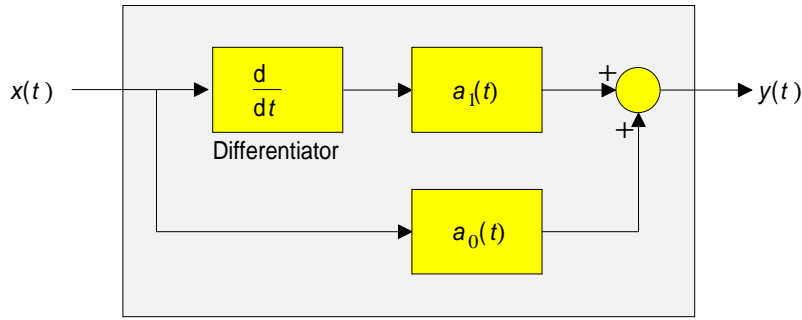 x(t)
d
dt
Differentiator
a₁(t)
+
+
y(t)
a₀(t)